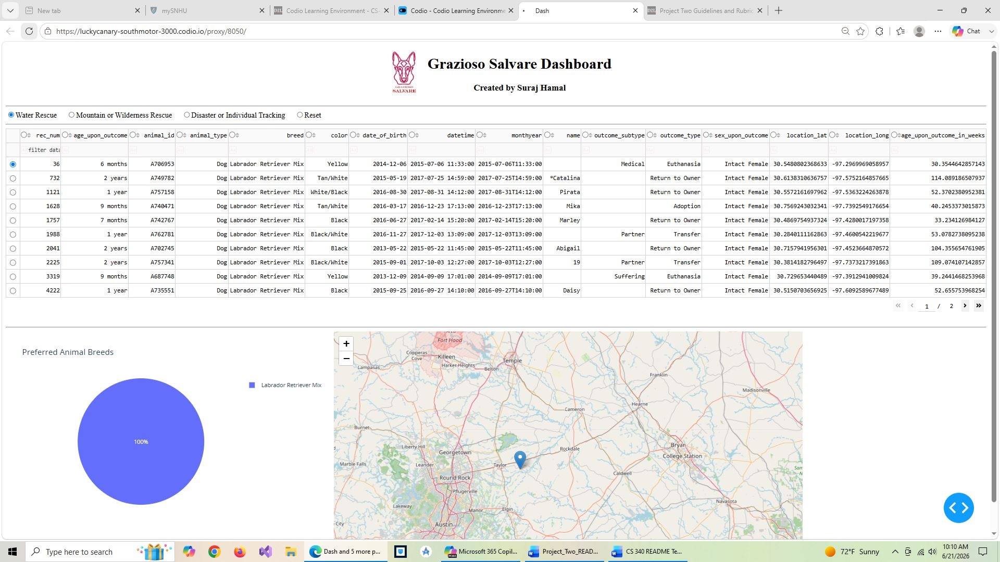 New tab
mySNHU
Codio Learning Environment - CS-
Codio - Codio Learning Environme
Dash
Project Two Guidelines and Rubric
https://luckycanary-southmotor-3000.codio.io/proxy/8050/
Chat
GRAZIOSO
SALVARE
Grazioso Salvare Dashboard
Created by Suraj Hamal
Water Rescue Mountain or Wilderness Rescue Disaster or Individual Tracking Reset
rec_num age_upon_outcome animal_id animal_type breed color date_of_birth datetime monthyear name outcome_subtype outcome_type sex_upon_outcome location_lat location_long age_upon_outcome_in_weeks
filter data
36 6 months A706953 Dog Labrador Retriever Mix Yellow 2014-12-06 2015-07-06 11:33:00 2015-07-06T11:33:00 Medical Euthanasia Intact Female 30.5480802368633 -97.2969969058957 30.3544642857143
732 2 years A749782 Dog Labrador Retriever Mix Tan/White 2015-05-19 2017-07-25 14:59:00 2017-07-25T14:59:00 *Catalina Return to Owner Intact Female 30.6138310636757 -97.5752164857665 114.089186507937
1121 1 year A757158 Dog Labrador Retriever Mix White/Black 2016-08-30 2017-08-31 14:12:00 2017-08-31T14:12:00 Pirata Return to Owner Intact Female 30.5572161697962 -97.5363224263878 52.3702380952381
1628 9 months A740471 Dog Labrador Retriever Mix Tan/White 2016-03-17 2016-12-23 17:13:00 2016-12-23T17:13:00 Mika Adoption Intact Female 30.7569243032341 -97.7392549176654 40.2453373015873
1757 7 months A742767 Dog Labrador Retriever Mix Black 2016-06-27 2017-02-14 15:20:00 2017-02-14T15:20:00 Marley Return to Owner Intact Female 30.4869754937324 -97.4280017197358 33.234126984127
1988 1 year A762781 Dog Labrador Retriever Mix Black/White 2016-11-27 2017-12-03 13:09:00 2017-12-03T13:09:00 Partner Transfer Intact Female 30.2840111162863 -97.4600542219677 53.0782738095238
2041 2 years A702745 Dog Labrador Retriever Mix Black 2013-05-22 2015-05-22 11:45:00 2015-05-22T11:45:00 Abigail Return to Owner Intact Female 30.7157941956301 -97.4523664870572 104.355654761905
2225 2 years A757341 Dog Labrador Retriever Mix Black/White 2015-09-01 2017-10-03 12:27:00 2017-10-03T12:27:00 19 Partner Transfer Intact Female 30.3814182796497 -97.7373217391863 109.074107142857
3319 9 months A687748 Dog Labrador Retriever Mix Yellow 2013-12-09 2014-09-09 17:01:00 2014-09-09T17:01:00 Suffering Euthanasia Intact Female 30.729653440489 -97.3912941009824 39.2441468253968
4222 1 year A735551 Dog Labrador Retriever Mix Black 2015-09-25 2016-09-27 14:10:00 2016-09-27T14:10:00 Daisy Return to Owner Intact Female 30.5150703656925 -97.6092589677489 52.655753968254
1 / 2
Preferred Animal Breeds
Labrador Retriever Mix
100%
+
−
Fort Hood
Copperas
Cove
Killeen
Harker Heights
Temple
Belton
Lampasas
Franklin
Madisonville
Hearne
Cameron
Burnet
Bryan
College Station
Rockdale
Liberty Hill
Georgetown
Leander
Marble Falls
Taylor
Round Rock
Caldwell
Pflugerville
Navasota
Lakeway
Manor
Elgin
City
Austin
Type here to search
Dash and 5 more p...
Microsoft 365 Copil...
Project_Two_READ...
CS 340 README Te...
72°F Sunny
10:10 AM
6/21/2026